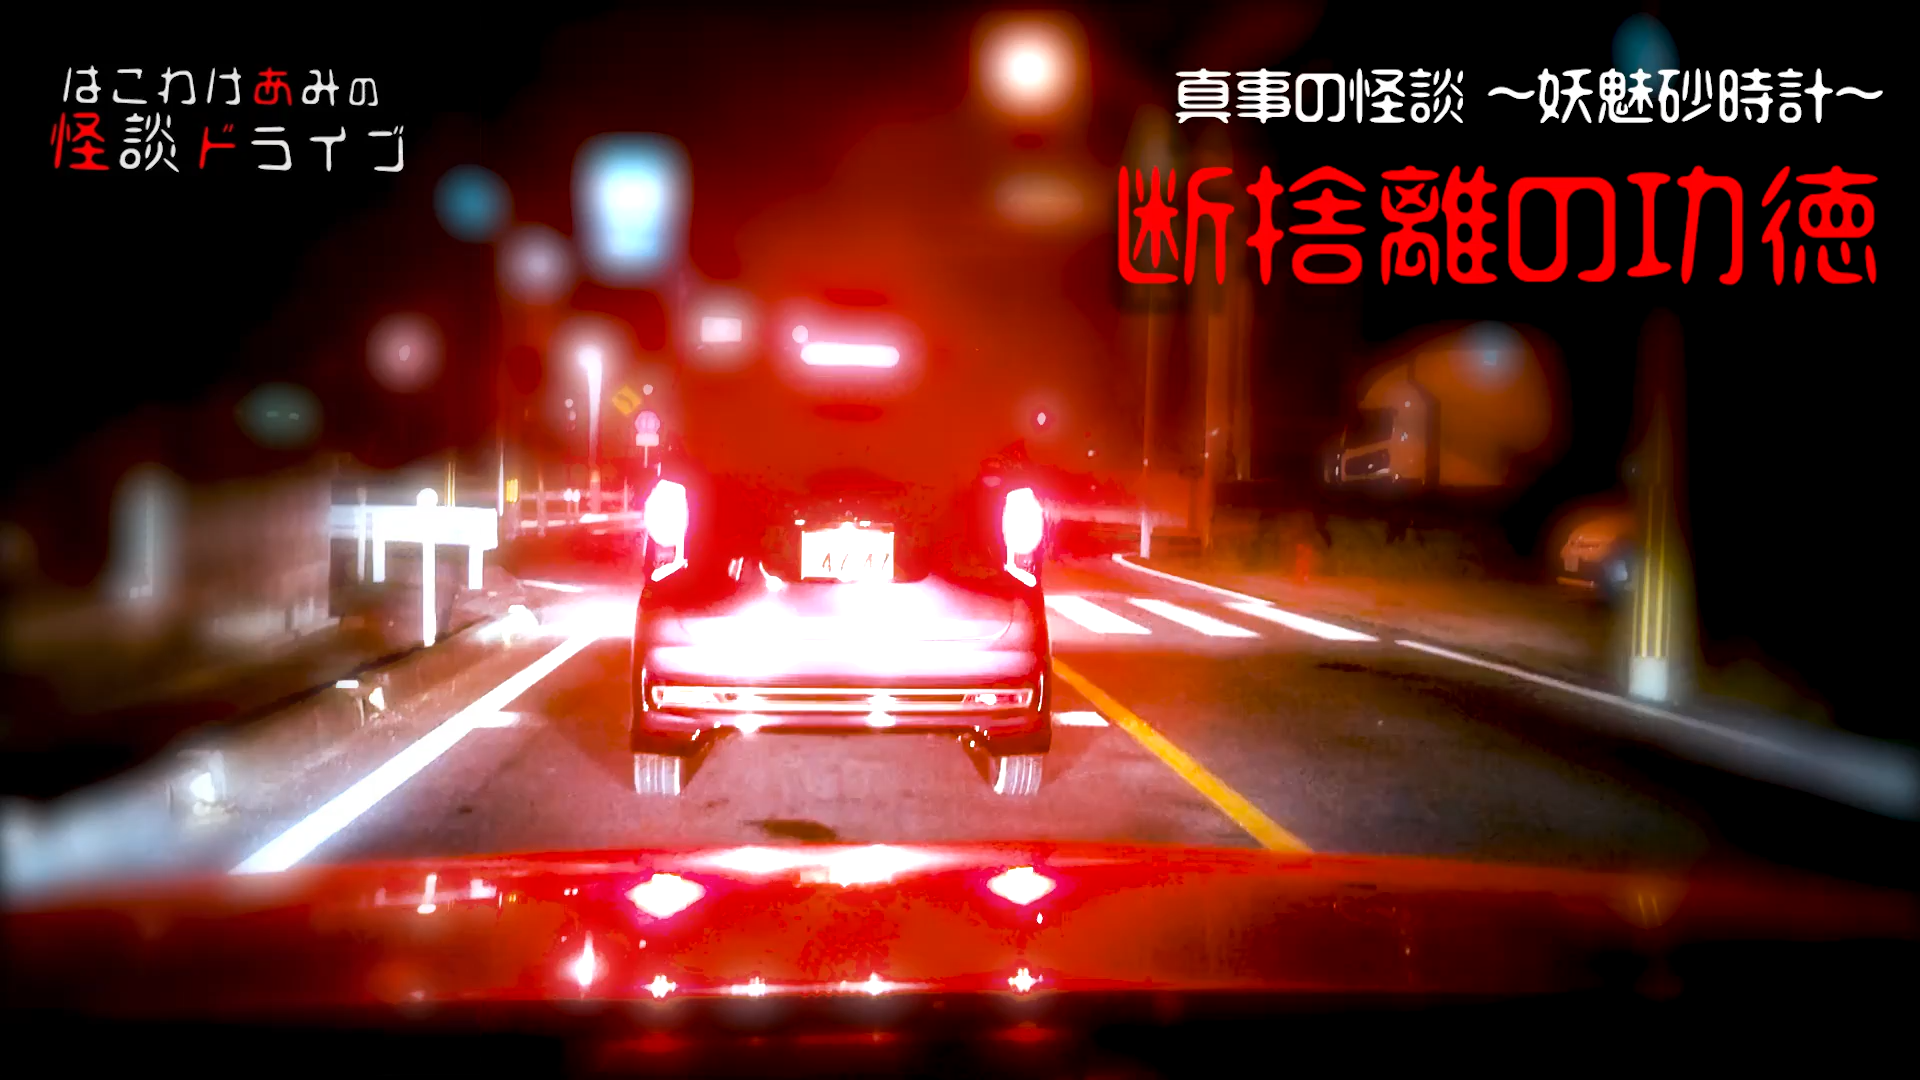 はこわけあみの
怪談ドライブ
真事の怪談 〜妖魅砂時計〜
断捨離の功徳